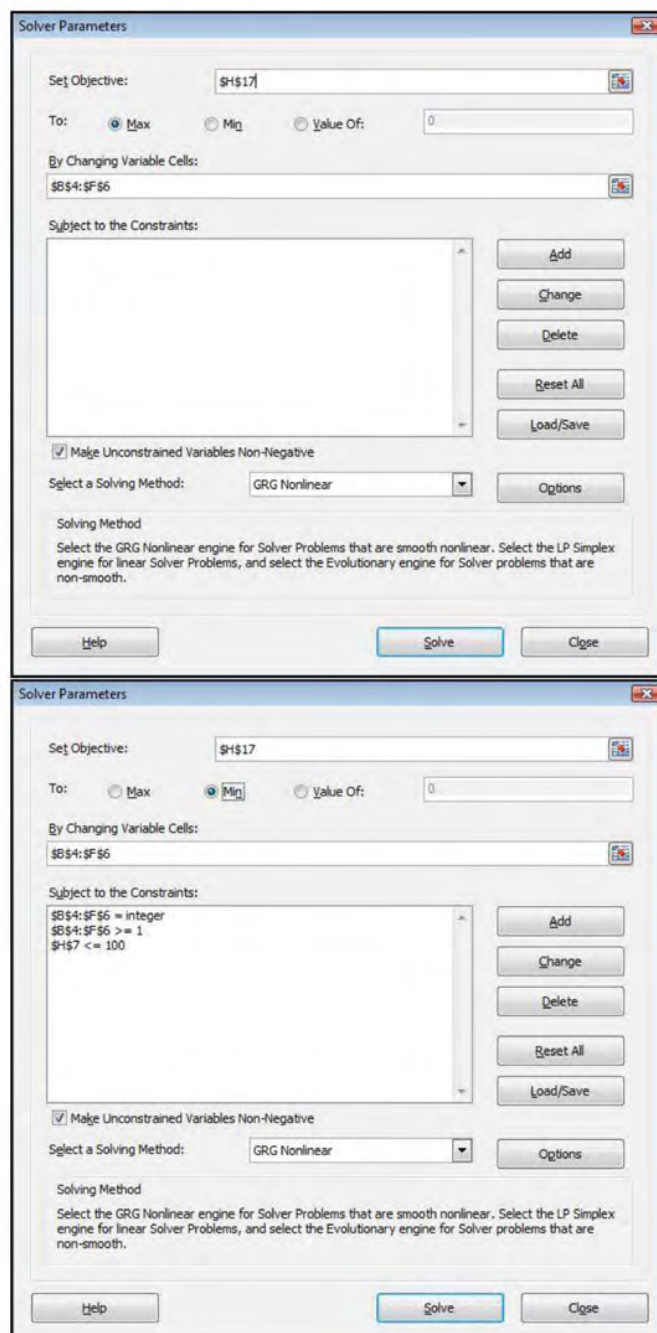 Solver Parameters
Set Objective: $H$17
To: Max Min Value Of: 0
By Changing Variable Cells:
$B$4:$F$6
Subject to the Constraints:
Add
Change
Delete
Reset All
Load/Save
Make Unconstrained Variables Non-Negative
Select a Solving Method: GRG Nonlinear Options
Solving Method
Select the GRG Nonlinear engine for Solver Problems that are smooth nonlinear. Select the LP Simplex
engine for linear Solver Problems, and select the Evolutionary engine for Solver problems that are
non-smooth.
Help Solve Close
Solver Parameters
Set Objective: $H$17
To: Max Min Value Of: 0
By Changing Variable Cells:
$B$4:$F$6
Subject to the Constraints:
$B$4:$F$6 = integer
$B$4:$F$6 >= 1
$H$7 <= 100
Add
Change
Delete
Reset All
Load/Save
Make Unconstrained Variables Non-Negative
Select a Solving Method: GRG Nonlinear Options
Solving Method
Select the GRG Nonlinear engine for Solver Problems that are smooth nonlinear. Select the LP Simplex
engine for linear Solver Problems, and select the Evolutionary engine for Solver problems that are
non-smooth.
Help Solve Close